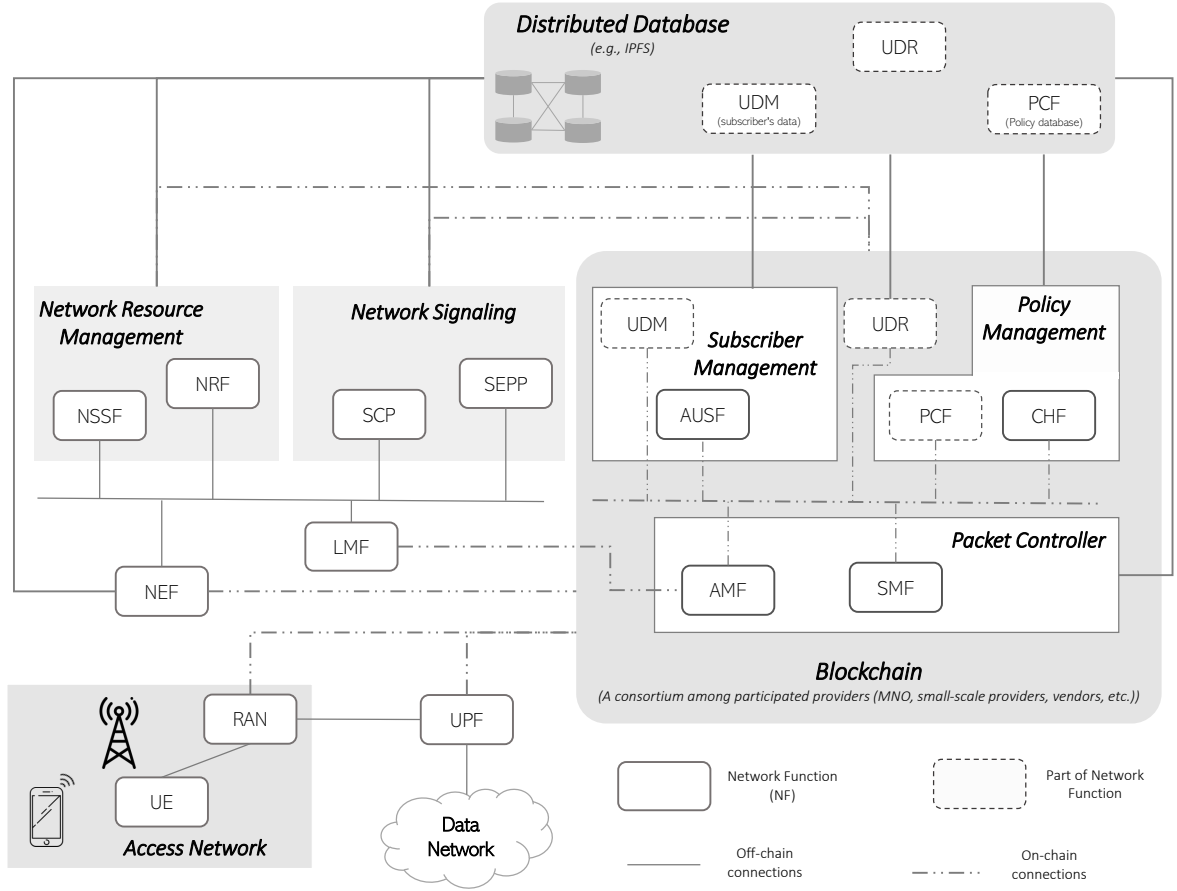 Distributed Database
(e.g., IPFS)
UDR
UDM
(subscriber's data)
PCF
(Policy database)
Network Resource
Management
NRF
NSSF
Network Signaling
SEPP
SCP
UDM
Subscriber
Management
AUSF
UDR
Policy
Management
PCF
CHF
LMF
NEF
Packet Controller
AMF
SMF
Blockchain
(A consortium among participated providers (MNO, small-scale providers, vendors, etc.))
RAN
UPF
UE
Access Network
Data
Network
Network Function
(NF)
Part of Network
Function
Off-chain
connections
On-chain
connections